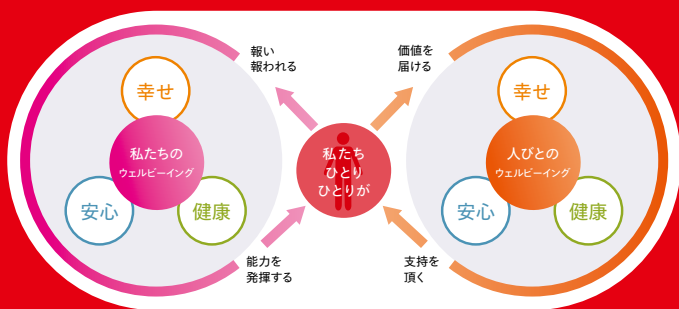 報い
報われる
価値を
届ける
幸せ
私たちの
ウェルビーイング
安心
健康
私たち
ひとり
ひとりが
幸せ
人びとの
ウェルビーイング
安心
健康
能力を
発揮する
支持を
頂く